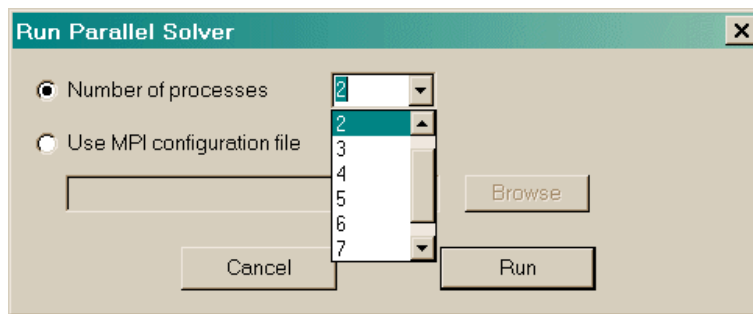 Run Parallel Solver
Number of processes 2
2
3
4
5
6
7
Use MPI configuration file
Browse
Cancel Run